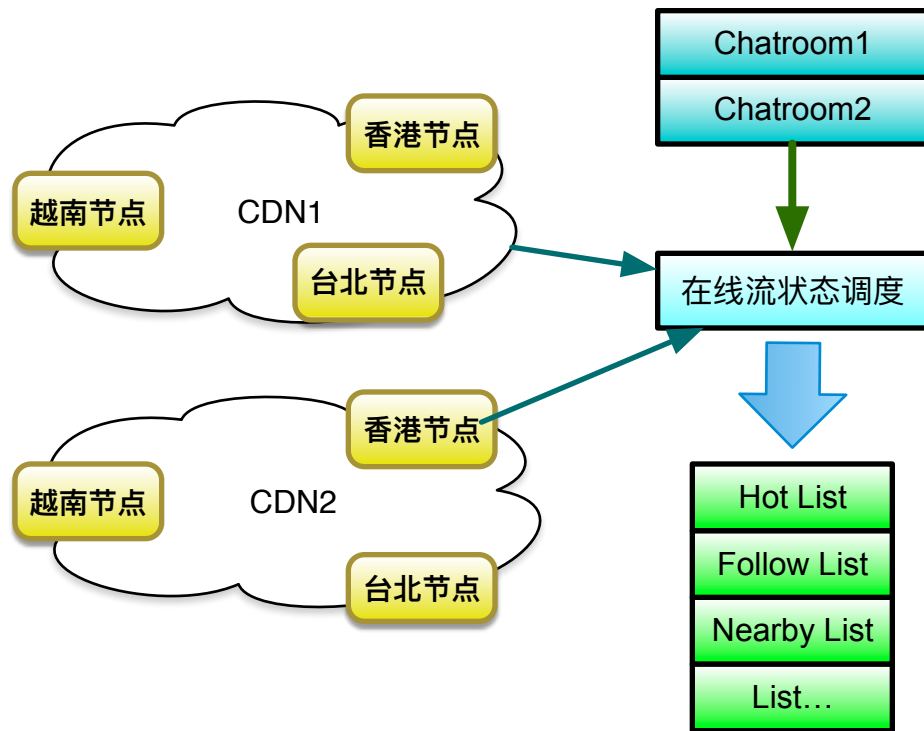 Chatroom1
Chatroom2
香港节点
越南节点
CDN1
台北节点
在线流状态调度
香港节点
越南节点
CDN2
台北节点
Hot List
Follow List
Nearby List
List…